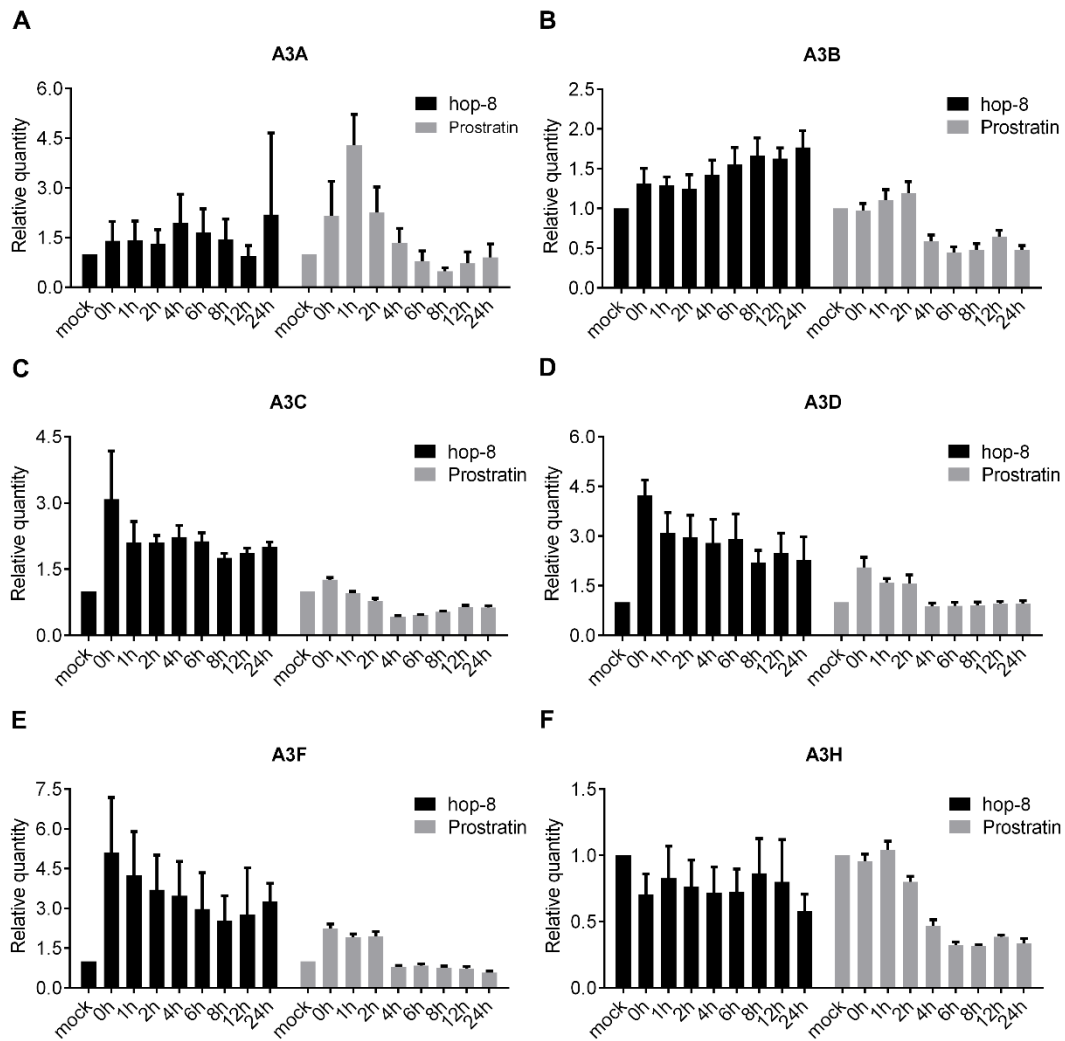 A
A3A
Relative quantity
6.0
4.5
3.0
1.5
0.0
hop-8
Prostratin
mock 0h 1h 2h 4h 6h 8h 12h 24h mock 0h 1h 2h 4h 6h 8h 12h 24h
B
A3B
Relative quantity
2.5
2.0
1.5
1.0
0.5
0.0
hop-8
Prostratin
mock 0h 1h 2h 4h 6h 8h 12h 24h mock 0h 1h 2h 4h 6h 8h 12h 24h
C
A3C
Relative quantity
4.5
3.0
1.5
0.0
hop-8
Prostratin
mock 0h 1h 2h 4h 6h 8h 12h 24h mock 0h 1h 2h 4h 6h 8h 12h 24h
D
A3D
Relative quantity
6.0
4.5
3.0
1.5
0.0
hop-8
Prostratin
mock 0h 1h 2h 4h 6h 8h 12h 24h mock 0h 1h 2h 4h 6h 8h 12h 24h
E
A3F
Relative quantity
7.5
6.0
4.5
3.0
1.5
0.0
hop-8
Prostratin
mock 0h 1h 2h 4h 6h 8h 12h 24h mock 0h 1h 2h 4h 6h 8h 12h 24h
F
A3H
Relative quantity
1.5
1.0
0.5
0.0
hop-8
Prostratin
mock 0h 1h 2h 4h 6h 8h 12h 24h mock 0h 1h 2h 4h 6h 8h 12h 24h